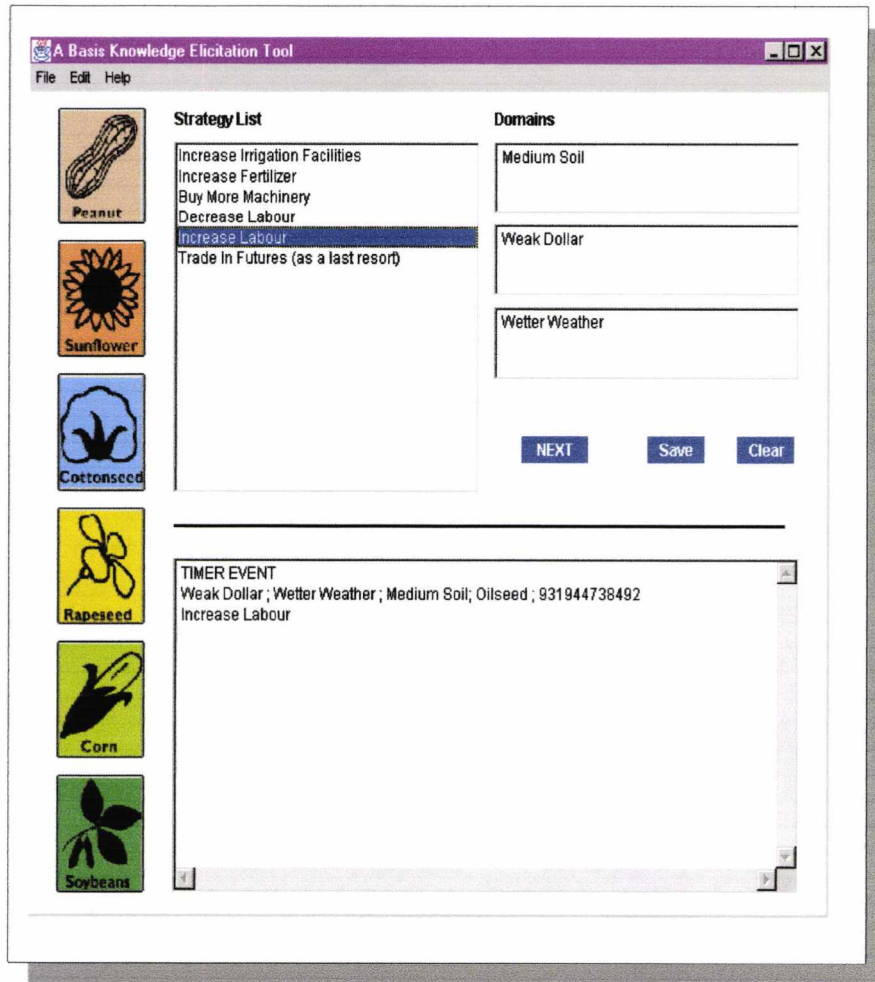 A Basis Knowledge Elicitation Tool
File Edit Help
Peanut
Sunflower
Cottonseed
Rapeseed
Corn
Soybeans
Strategy List
Increase Irrigation Facilities
Increase Fertilizer
Buy More Machinery
Decrease Labour
Increase Labour
Trade In Futures (as a last resort)
Domains
Medium Soil
Weak Dollar
Wetter Weather
NEXT Save Clear
TIMER EVENT
Weak Dollar ; Wetter Weather ; Medium Soil; Oilseed ; 931944738492
Increase Labour